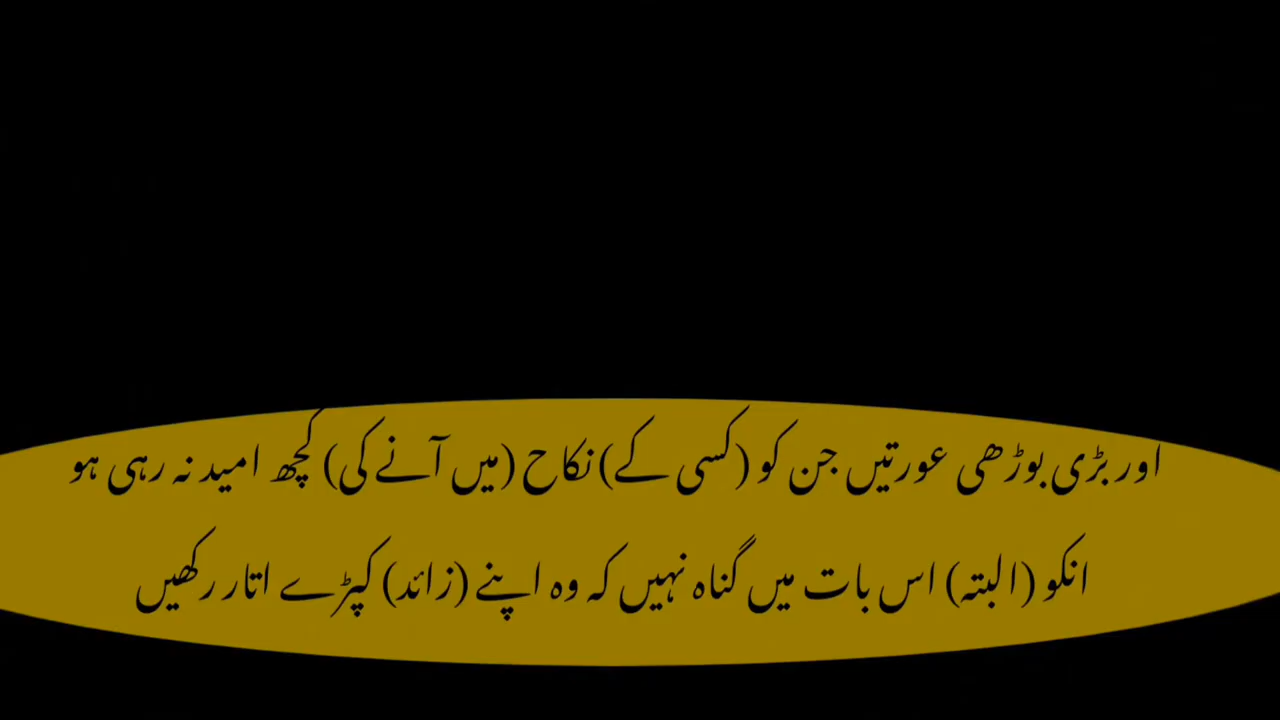 اور بڑی بوڑھی عورتیں جن کو (کسی کے) نکاح (میں آنے کی) کچھ امید نہ رہی ہو
انکو (البتہ) اس بات میں گناہ نہیں کہ وہ اپنے (زائد) کپڑے اتار رکھیں